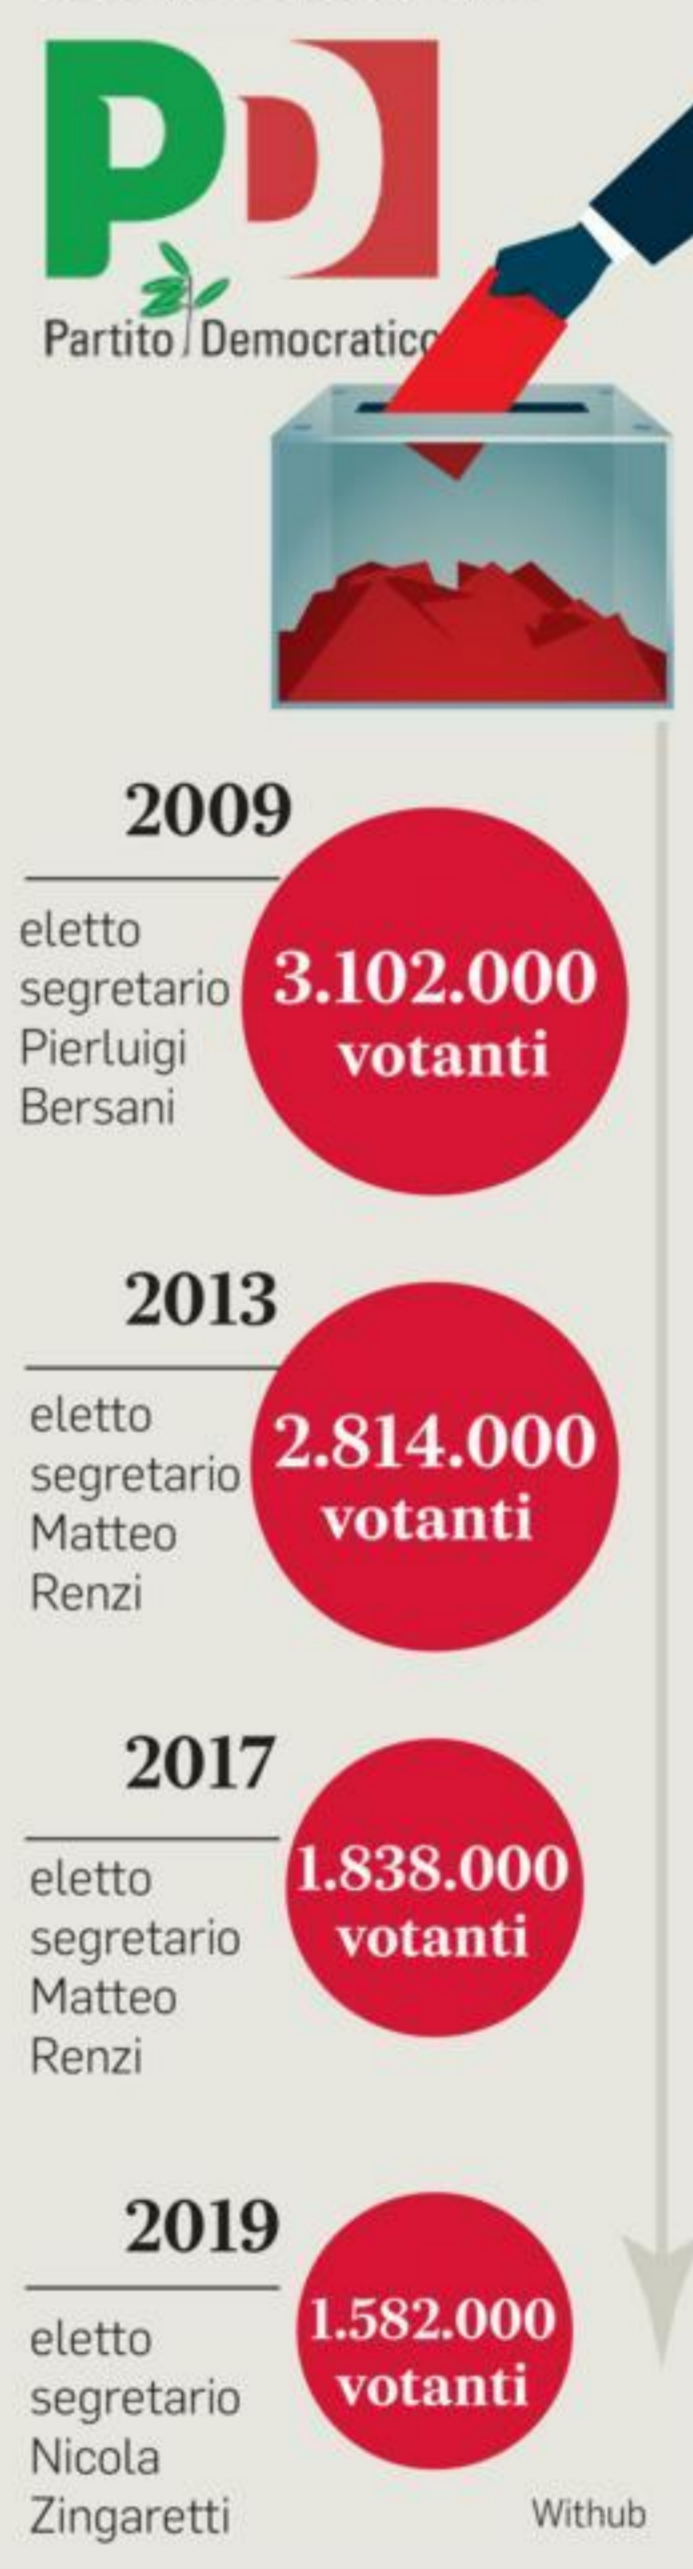 PD
Partito Democratico
2009
eletto
segretario
Pierluigi
Bersani
3.102.000
votanti
2013
eletto
segretario
Matteo
Renzi
2.814.000
votanti
2017
eletto
segretario
Matteo
Renzi
1.838.000
votanti
2019
eletto
segretario
Nicola
Zingaretti
1.582.000
votanti
Withub